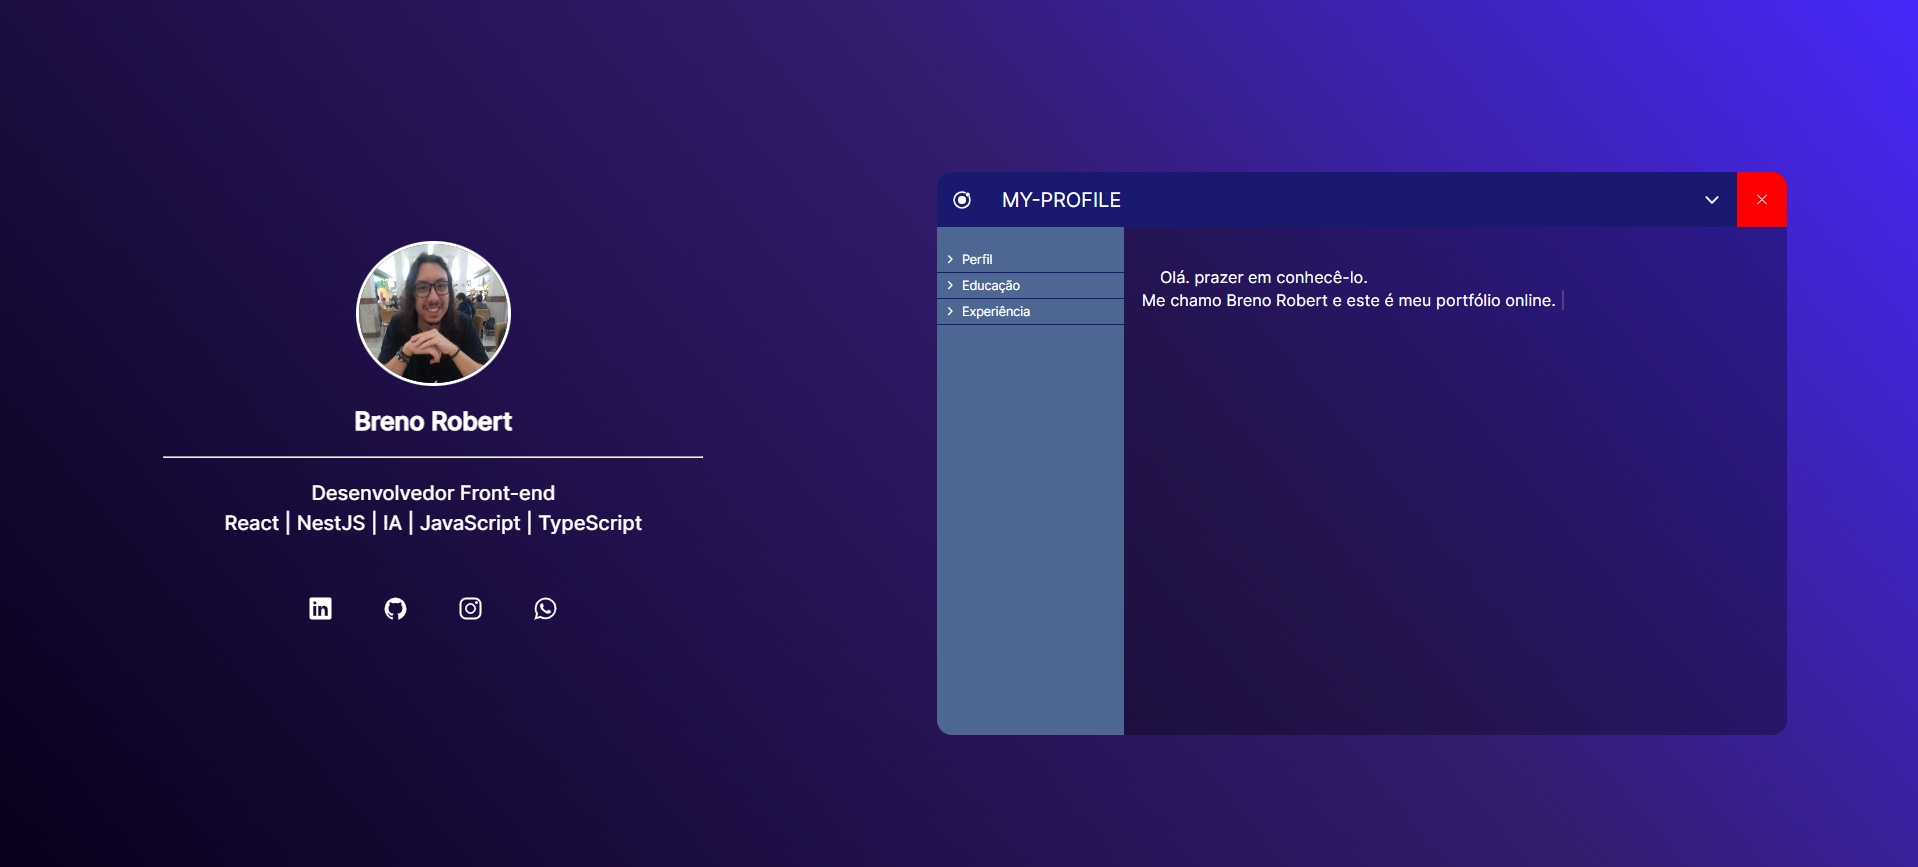 Breno Robert
Desenvolvedor Front-end
React | NestJS | IA | JavaScript | TypeScript
MY-PROFILE
Perfil
Educação
Experiência
Olá. prazer em conhecê-lo.
Me chamo Breno Robert e este é meu portfólio online.